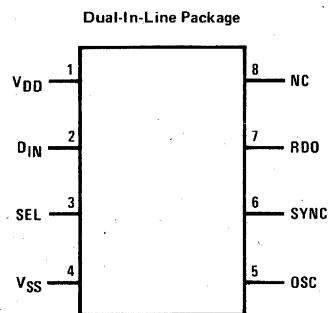 Dual-In-Line Package
1 8
VDD NC
2 7
DIN RDO
3 6
SEL SYNC
4 5
VSS OSC